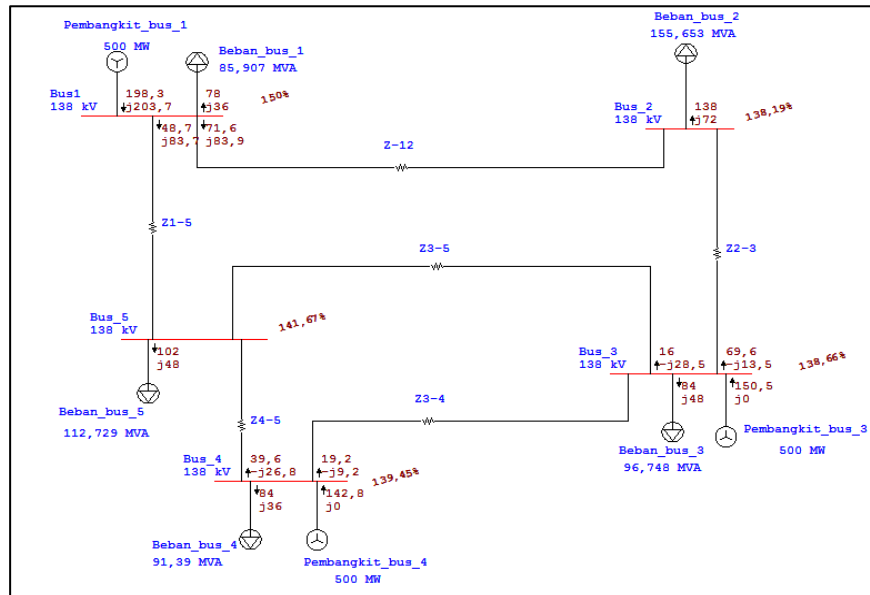 Pembangkit_bus_1
500 MW
Beban_bus_1
85,907 MVA
Beban_bus_2
155,653 MVA
Bus1
138 kV
198,3
j203,7
78
j36
150%
48,7
j83,7
71,6
j83,9
Bus_2
138 kV
138
j72
138,19%
Z-12
Z1-5
Z3-5
Z2-3
Bus_5
138 kV
141,67%
102
j48
Beban_bus_5
112,729 MVA
Bus_3
138 kV
16
-j28,5
69,6
-j13,5
138,66%
84
j48
150,5
j0
Beban_bus_3
96,748 MVA
Pembangkit_bus_3
500 MW
Z3-4
Z4-5
Bus_4
138 kV
39,6
-j26,8
19,2
-j9,2
139,45%
84
j36
142,8
j0
Beban_bus_4
91,39 MVA
Pembangkit_bus_4
500 MW